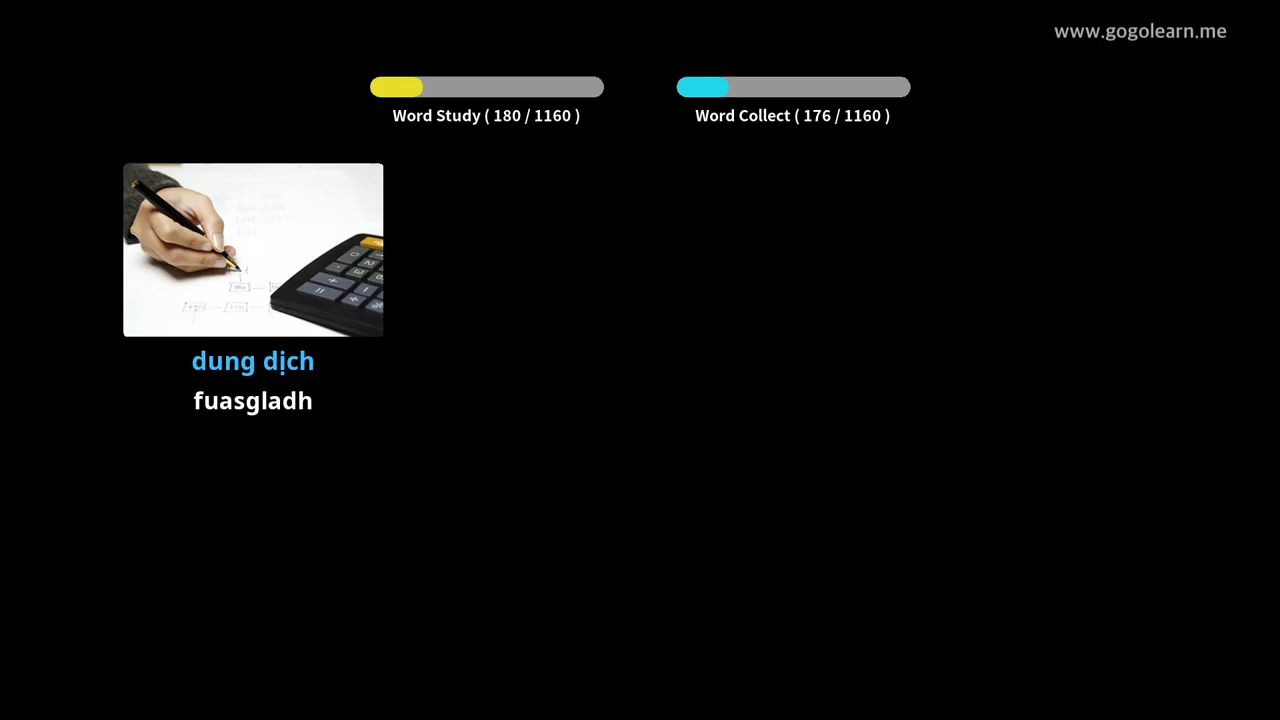 www.gogolearn.me
Word Study ( 180 / 1160 )
Word Collect ( 176 / 1160 )
dung dịch
fuasgladh